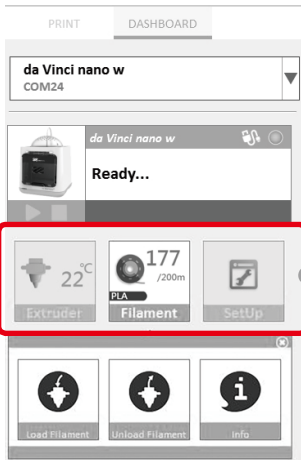 PRINT DASHBOARD
da Vinci nano w
COM24
da Vinci nano w
Ready...
22°C
177
/200m
PLA
Extruder Filament SetUp
Load Filament Unload Filament Info